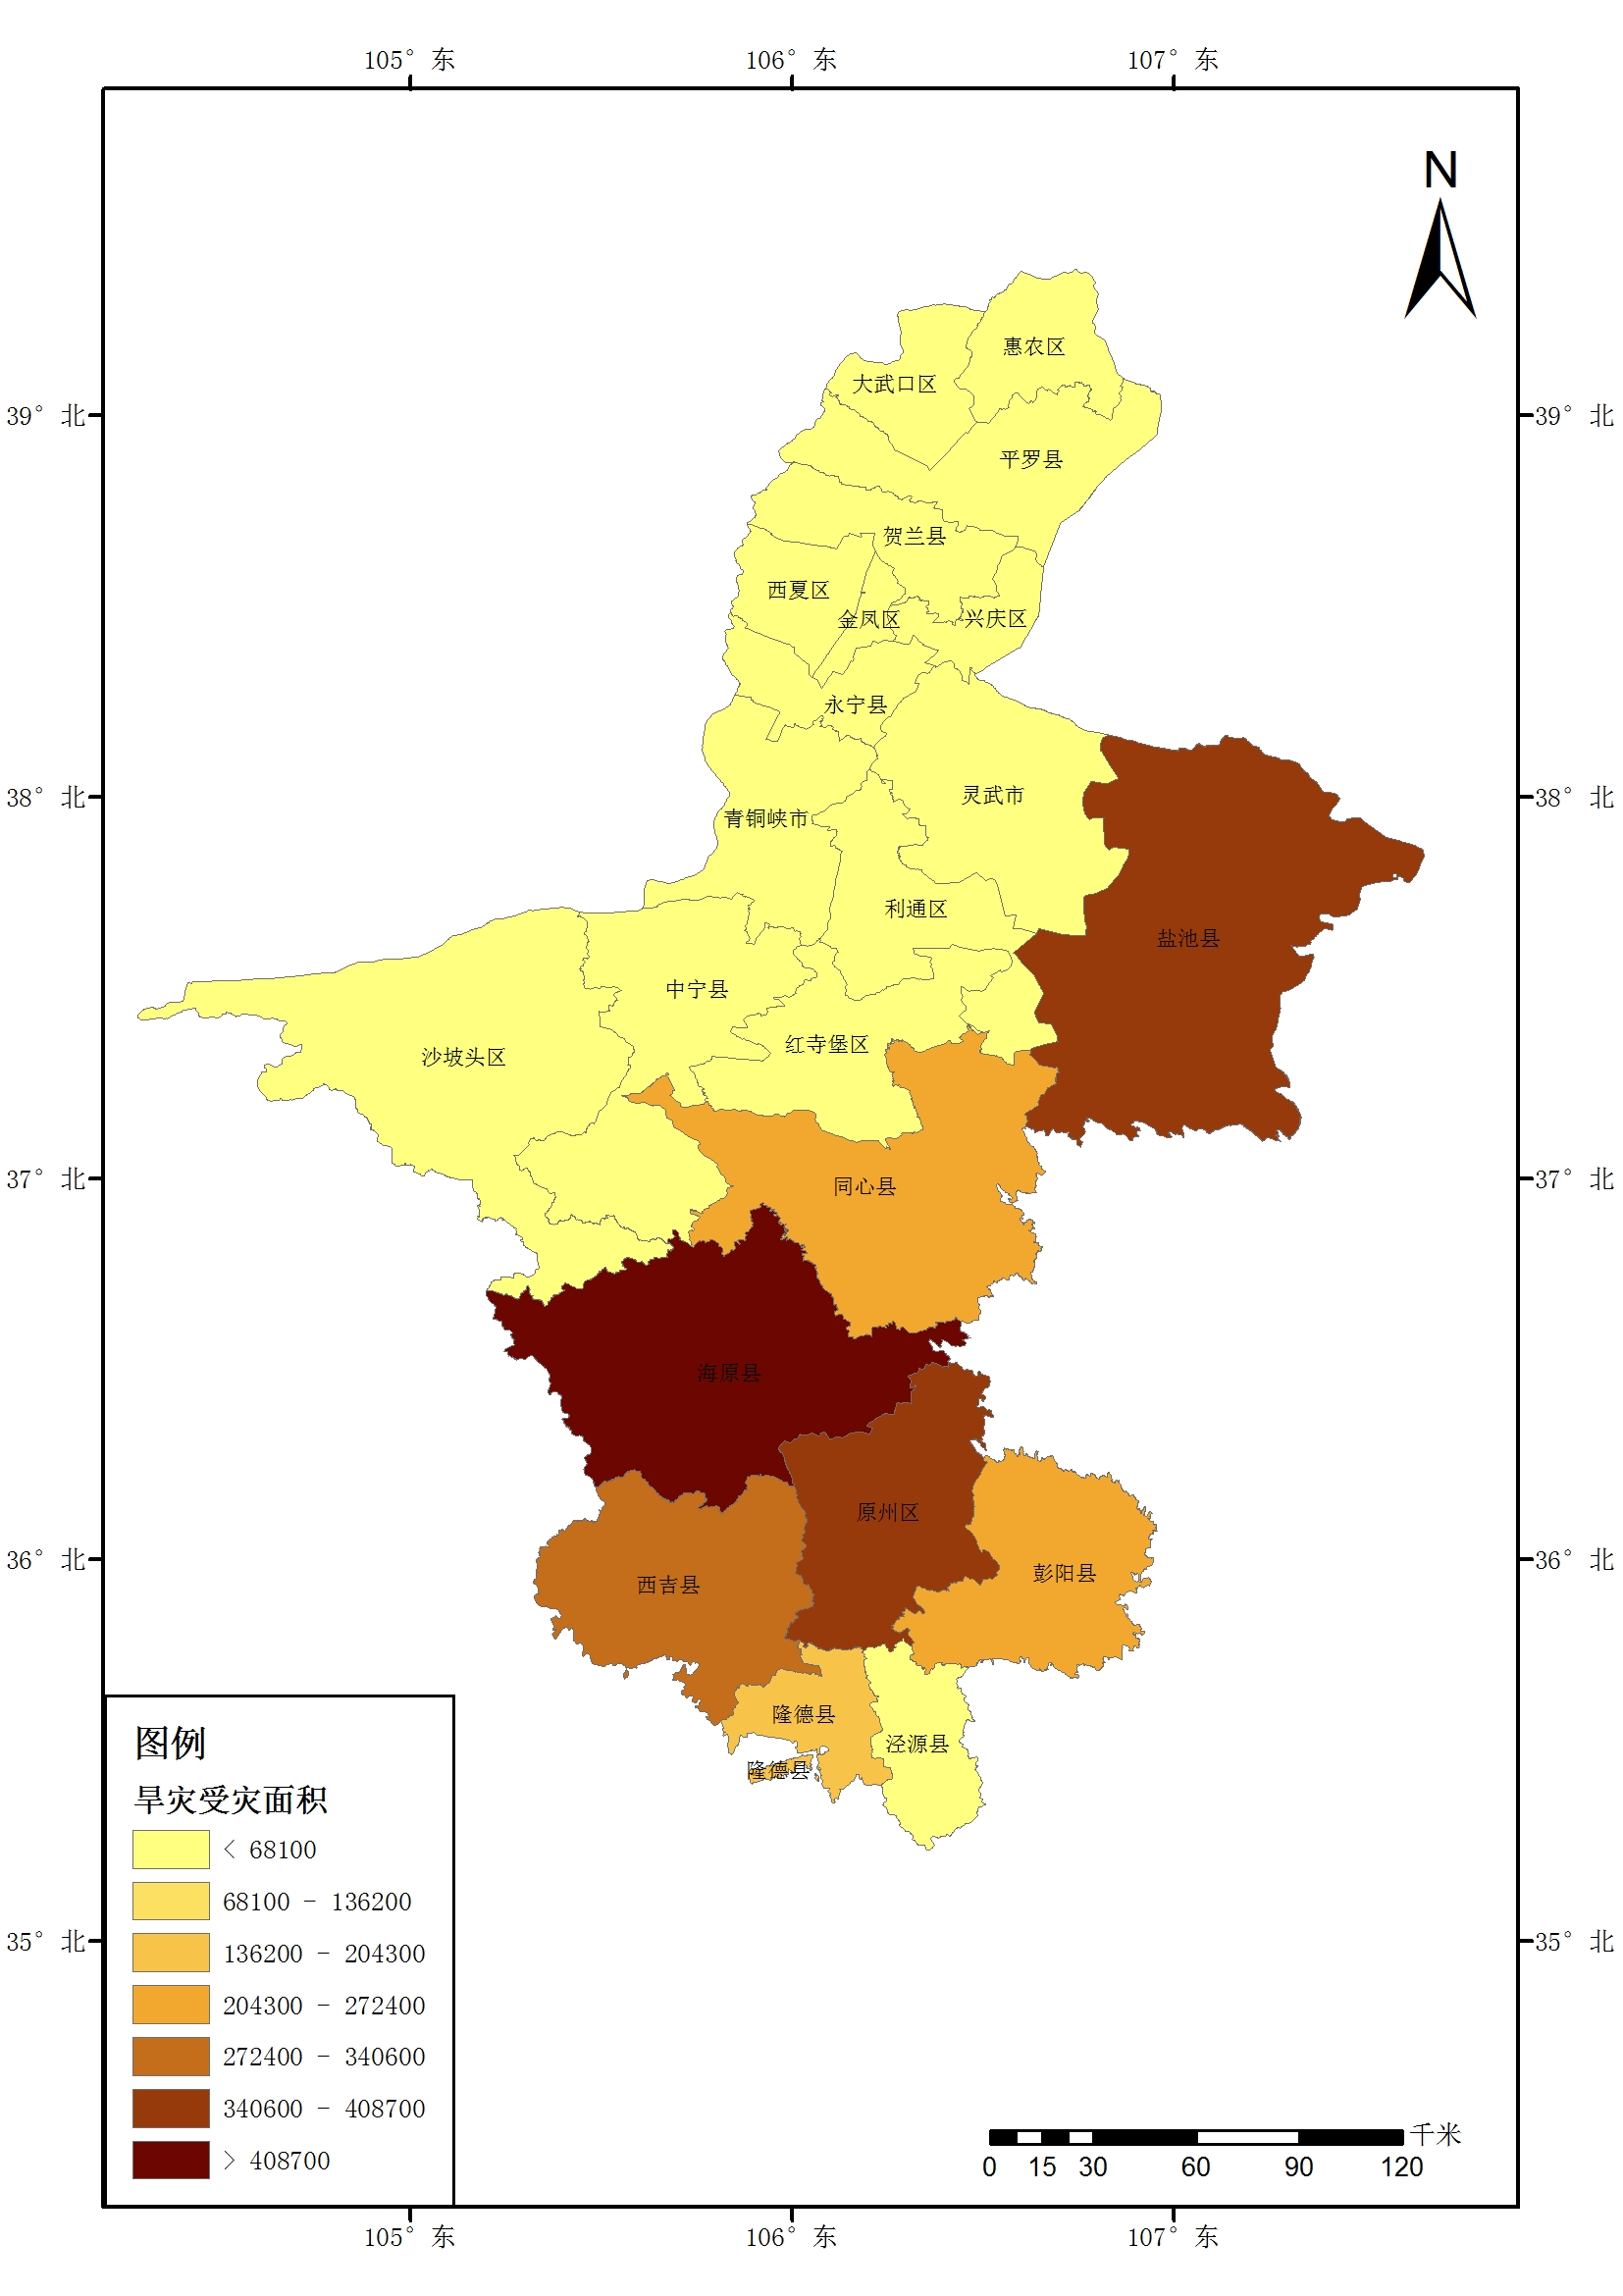 105° 东
106° 东
107° 东
N
39° 北
39° 北
38° 北
38° 北
37° 北
37° 北
36° 北
36° 北
35° 北
35° 北
惠农区
大武口区
平罗县
贺兰县
西夏区
金凤区
兴庆区
永宁县
灵武市
青铜峡市
利通区
盐池县
中宁县
红寺堡区
沙坡头区
同心县
海原县
原州区
彭阳县
西吉县
隆德县
泾源县
隆德县
图例
旱灾受灾面积
< 68100
68100 - 136200
136200 - 204300
204300 - 272400
272400 - 340600
340600 - 408700
> 408700
千米
0 15 30 60 90 120
105° 东
106° 东
107° 东